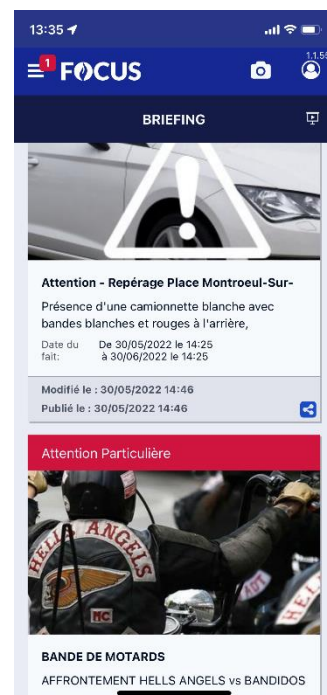 13:35
1
FOCUS
1.1.55
BRIEFING
Attention - Repérage Place Montroeul-Sur-
Présence d'une camionnette blanche avec
bandes blanches et rouges à l'arrière,
Date du fait: De 30/05/2022 le 14:25
à 30/06/2022 le 14:25
Modifié le : 30/05/2022 14:46
Publié le : 30/05/2022 14:46
Attention Particulière
HELLS ANGELS
MC
BANDE DE MOTARDS
AFFRONTEMENT HELLS ANGELS vs BANDIDOS